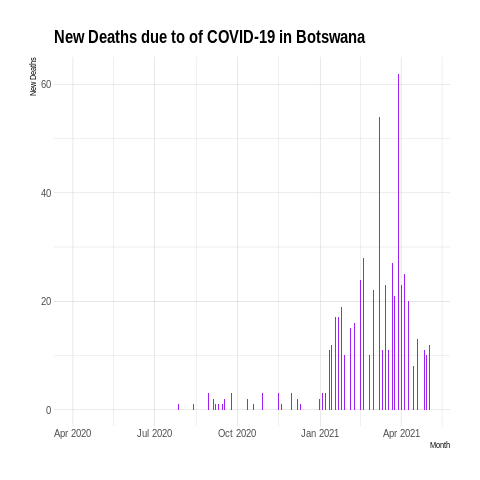 New Deaths due to of COVID-19 in Botswana
New Deaths
60
40
20
0
Apr 2020 Jul 2020 Oct 2020 Jan 2021 Apr 2021
Month